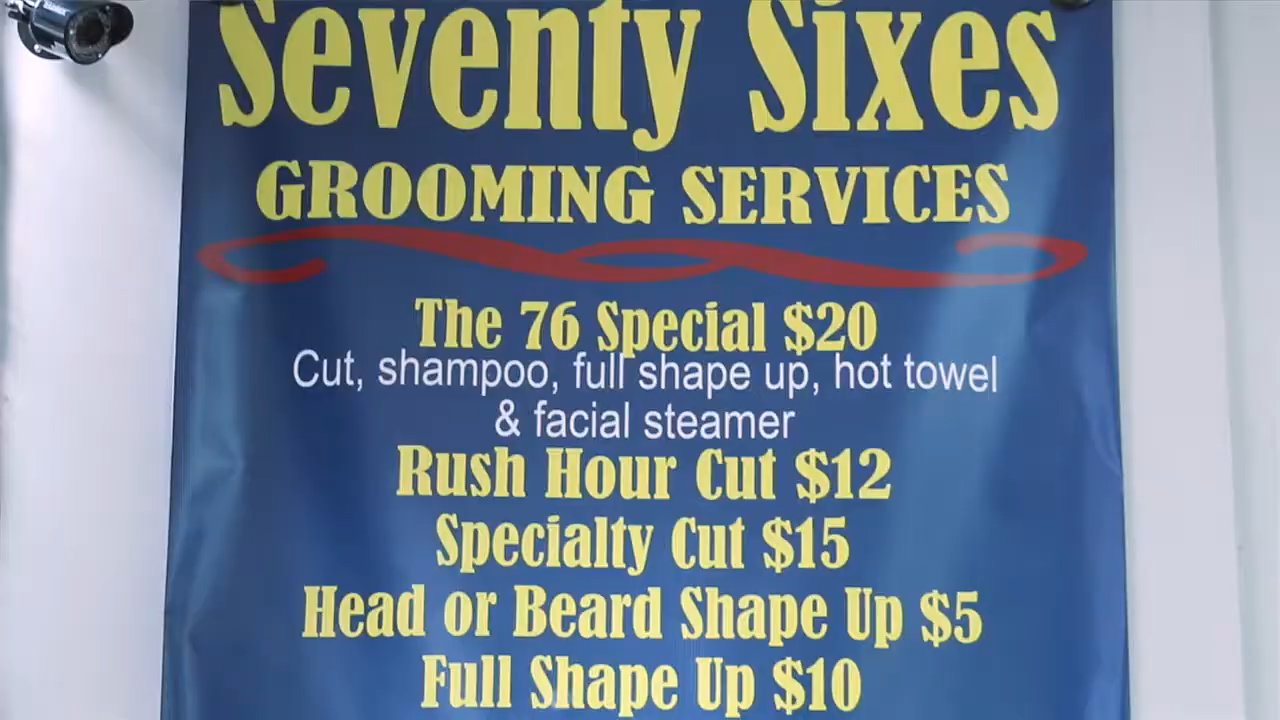 Seventy Sixes
GROOMING SERVICES
The 76 Special $20
Cut, shampoo, full shape up, hot towel
& facial steamer
Rush Hour Cut $12
Specialty Cut $15
Head or Beard Shape Up $5
Full Shape Up $10